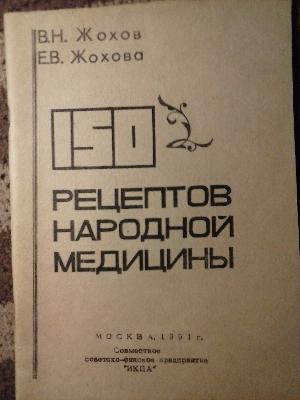 В.Н. Жохов
Е.В. Жохова
150
РЕЦЕПТОВ
НАРОДНОЙ
МЕДИЦИНЫ
МОСКВА, 1991 г.
Совместное
советско-финское предприятие
"ИКПА"